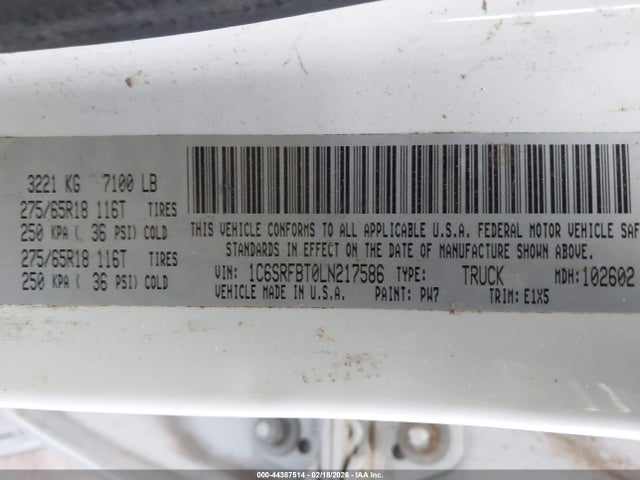 3221 KG 7100 LB
275/65R18 116T TIRES
250 KPA ( 36 PSI) COLD
275/65R18 116T TIRES
250 KPA ( 36 PSI) COLD
THIS VEHICLE CONFORMS TO ALL APPLICABLE U.S.A. FEDERAL MOTOR VEHICLE SAF
STANDARDS IN EFFECT ON THE DATE OF MANUFACTURE SHOWN ABOVE.
VIN: 1C6SRFBT0LN217586 TYPE: TRUCK MDH: 102602
VEHICLE MADE IN U.S.A. PAINT: PW7 TRIM: E1X5
000-44387514 - 02/18/2026 - COPART